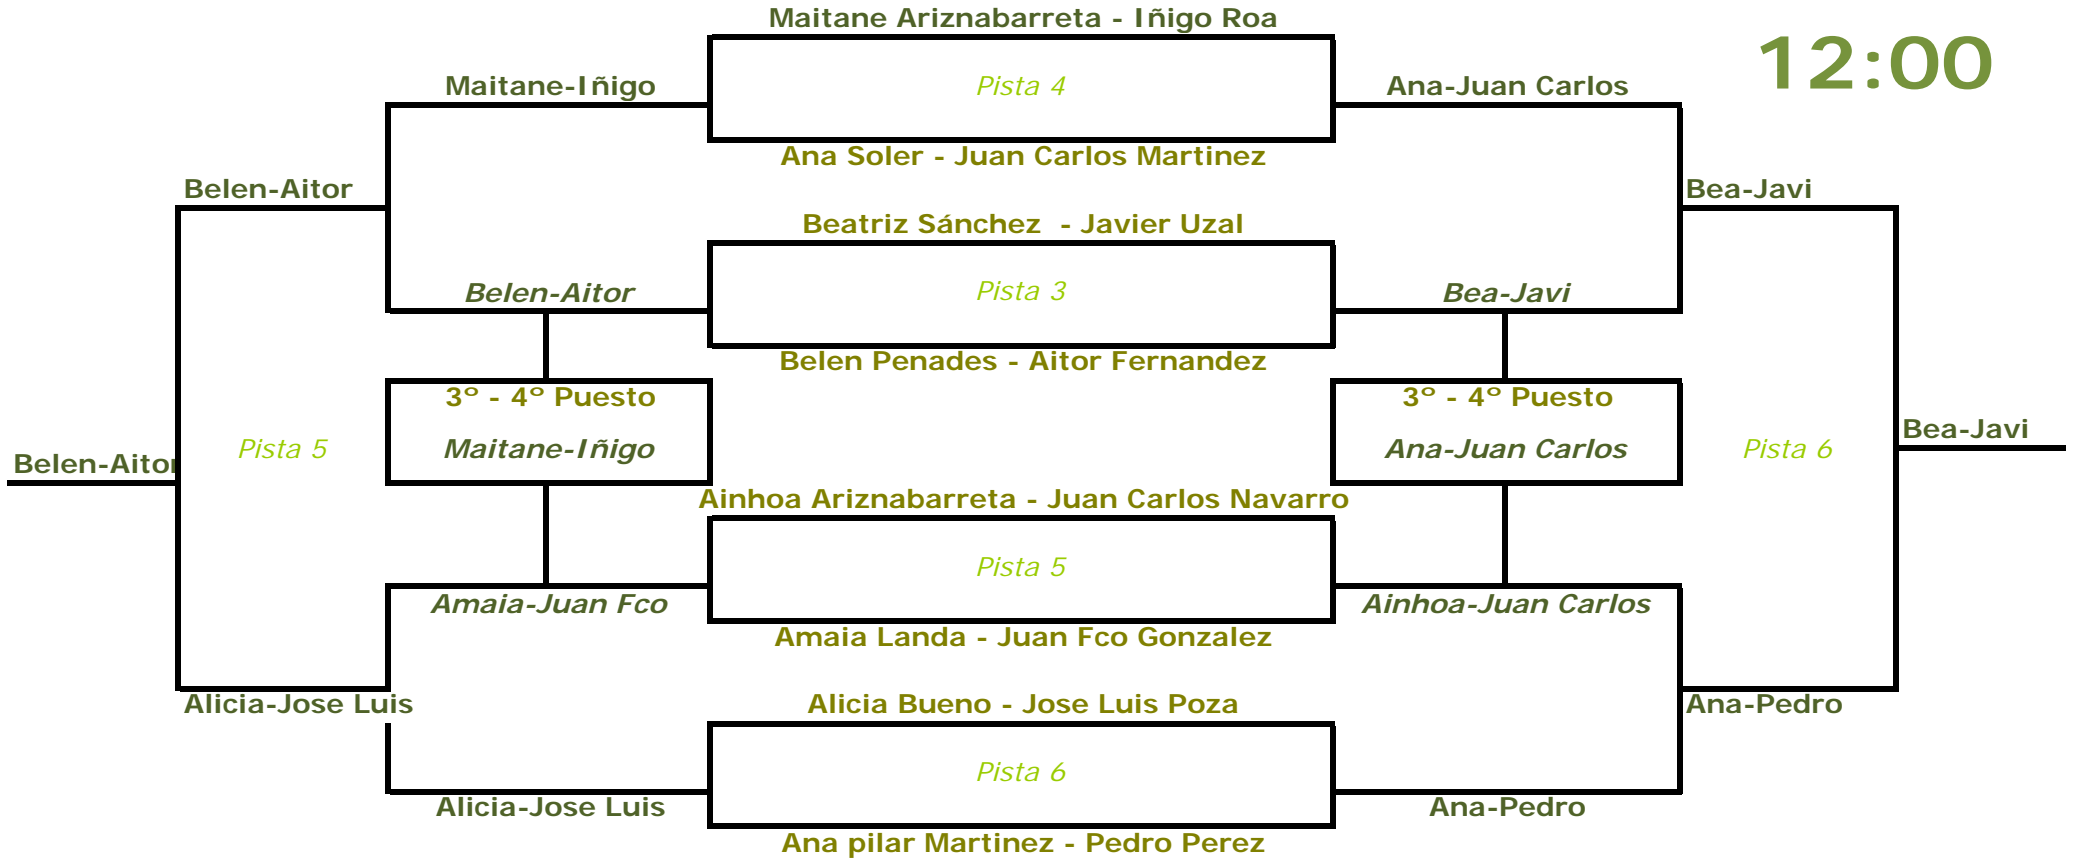 Maitane Ariznabarreta - Iñigo Roa
12:00
Maitane-Iñigo
Pista 4
Ana-Juan Carlos
Ana Soler - Juan Carlos Martinez
Belen-Aitor
Bea-Javi
Beatriz Sánchez  - Javier Uzal
Belen-Aitor
Pista 3
Bea-Javi
Belen Penades - Aitor Fernandez
3º - 4º Puesto
3º - 4º Puesto
Bea-Javi
Pista 5
Maitane-Iñigo
Ana-Juan Carlos
Pista 6
Belen-Aitor
Ainhoa Ariznabarreta - Juan Carlos Navarro
Pista 5
Amaia-Juan Fco
Ainhoa-Juan Carlos
Amaia Landa - Juan Fco Gonzalez
Alicia-Jose Luis
Alicia Bueno - Jose Luis Poza
Ana-Pedro
Pista 6
Alicia-Jose Luis
Ana-Pedro
Ana pilar Martinez - Pedro Perez